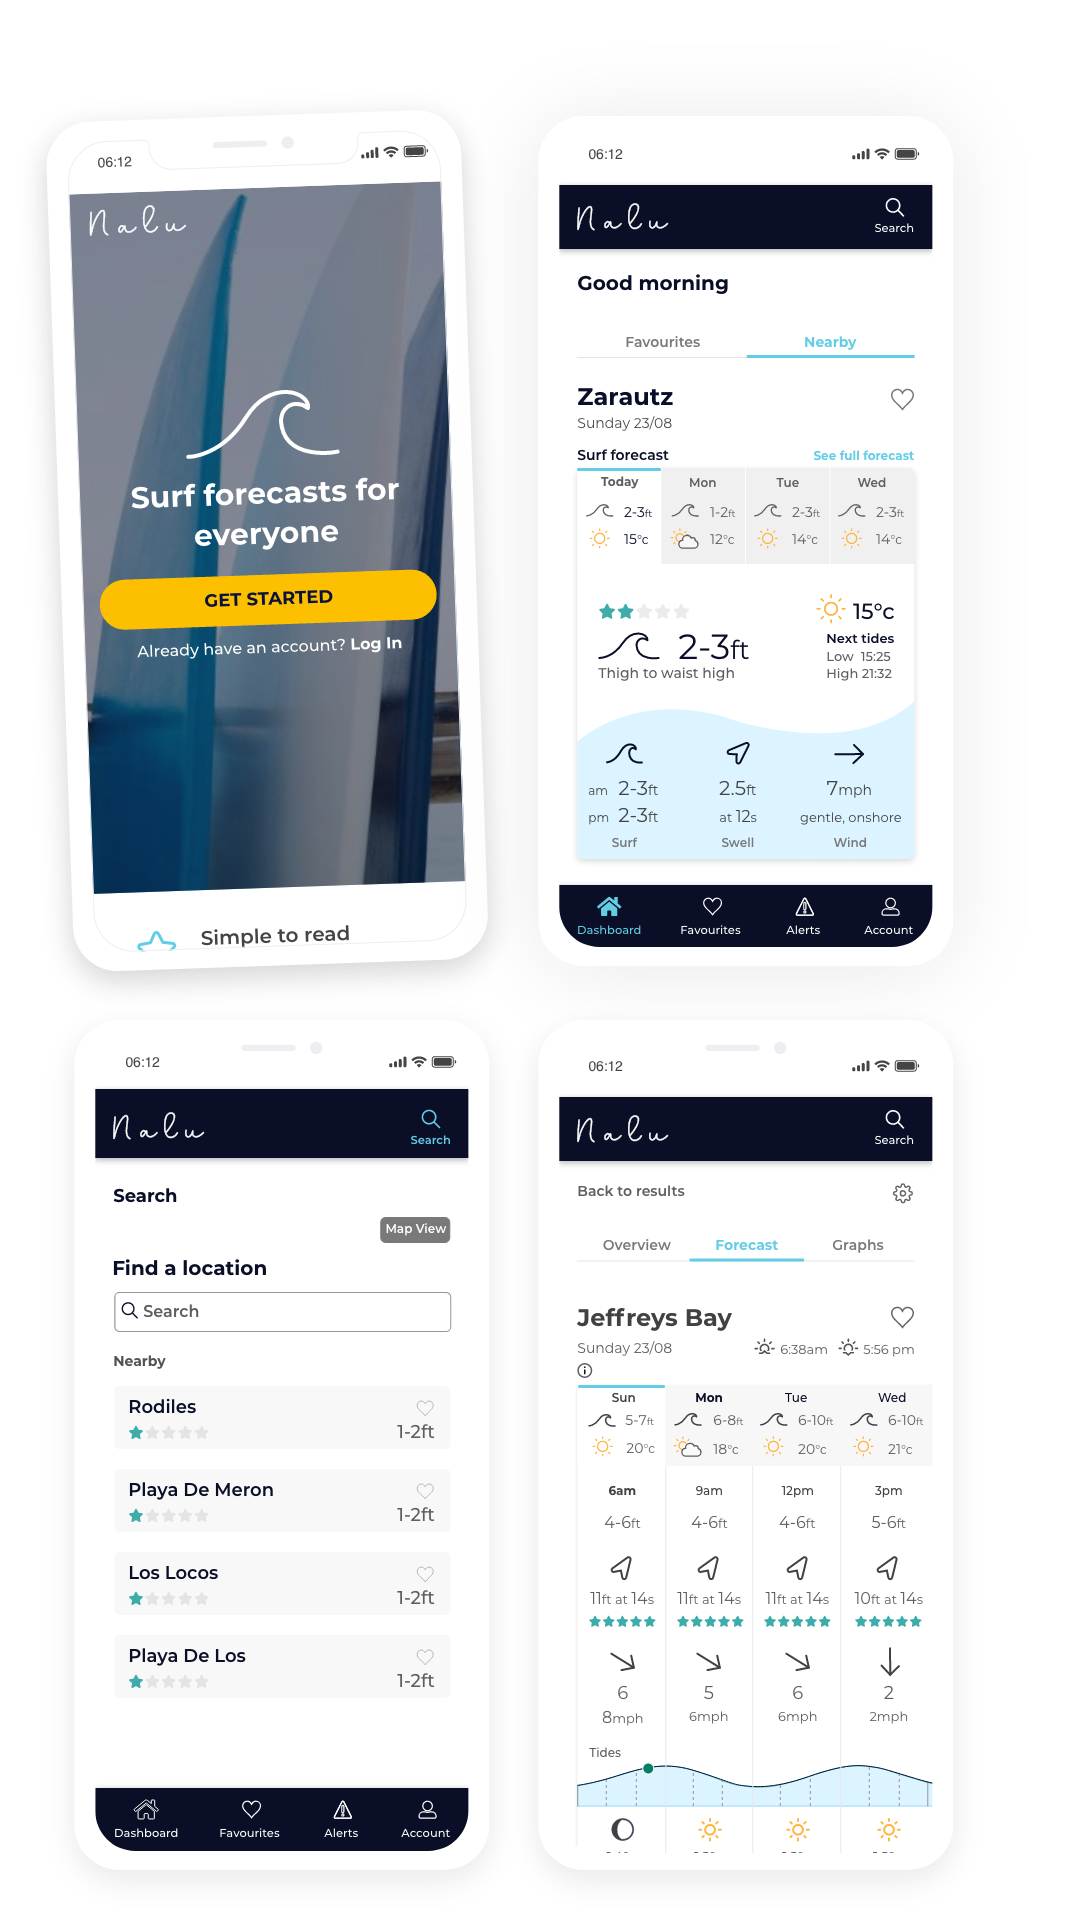 06:12
Nalu
Surf forecasts for
everyone
GET STARTED
Already have an account? Log In
Simple to read
06:12
Nalu
Search
Good morning
Favourites Nearby
Zarautz
Sunday 23/08
Surf forecast See full forecast
Today Mon Tue Wed
2-3ft 1-2ft 2-3ft 2-3ft
15°c 12°c 14°c 14°c
15°c
2-3ft
Next tides
Low 15:25
Thigh to waist high
High 21:32
am 2-3ft 2.5ft 7mph
pm 2-3ft at 12s gentle, onshore
Surf Swell Wind
Dashboard Favourites Alerts Account
06:12
Nalu
Search
Search
Map View
Find a location
Search
Nearby
Rodiles
1-2ft
Playa De Meron
1-2ft
Los Locos
1-2ft
Playa De Los
1-2ft
Dashboard Favourites Alerts Account
06:12
Nalu
Search
Back to results
Overview Forecast Graphs
Jeffreys Bay
Sunday 23/08 6:38am 5:56 pm
Sun Mon Tue Wed
5-7ft 6-8ft 6-10ft 6-10ft
20°c 18°c 20°c 21°c
6am 9am 12pm 3pm
4-6ft 4-6ft 4-6ft 5-6ft
11ft at 14s 11ft at 14s 11ft at 14s 10ft at 14s
6 5 6 2
8mph 6mph 6mph 2mph
Tides